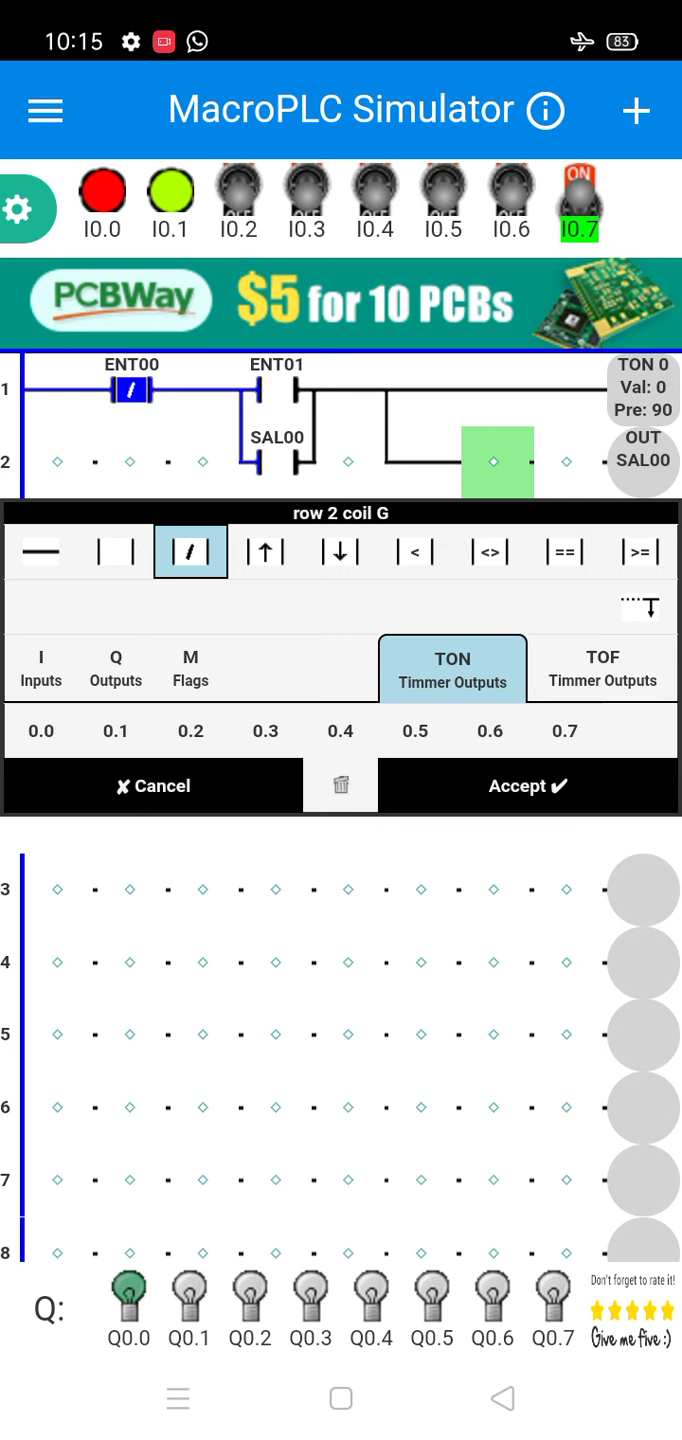 10:15 83
MacroPLC Simulator
I0.0 I0.1 I0.2 I0.3 I0.4 I0.5 I0.6 I0.7
ON
PCBWay $5 for 10 PCBs
ENT00 ENT01 TON 0
1 Val: 0
Pre: 90
SAL00 OUT
2 SAL00
row 2 coil G
/ < <> == >=
I Q M TON TOF
Inputs Outputs Flags Timmer Outputs Timmer Outputs
0.0 0.1 0.2 0.3 0.4 0.5 0.6 0.7
✘ Cancel Accept ✔
3
4
5
6
7
8
Don't forget to rate it!
Q:
Q0.0 Q0.1 Q0.2 Q0.3 Q0.4 Q0.5 Q0.6 Q0.7 Give me five :)